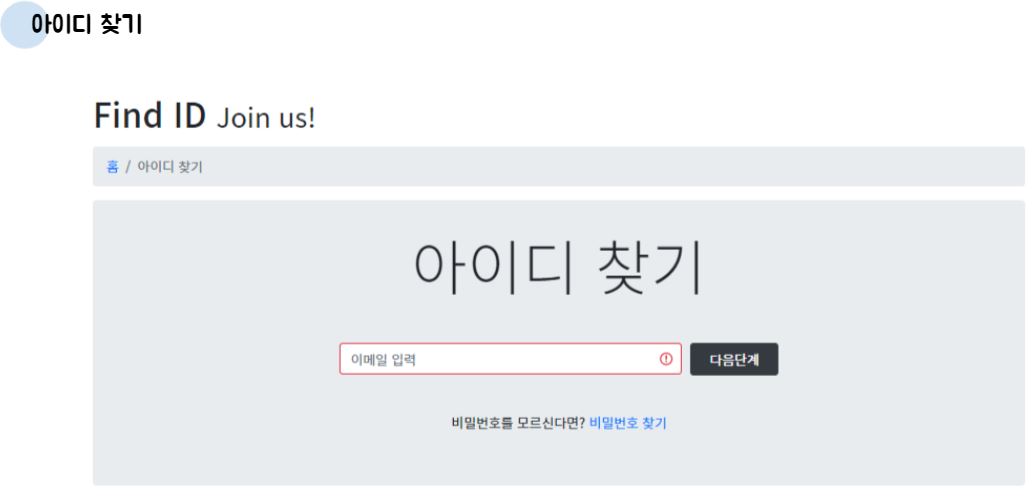 아이디 찾기
Find ID Join us!
홈 / 아이디 찾기
아이디 찾기
이메일 입력 다음단계
비밀번호를 모르신다면? 비밀번호 찾기